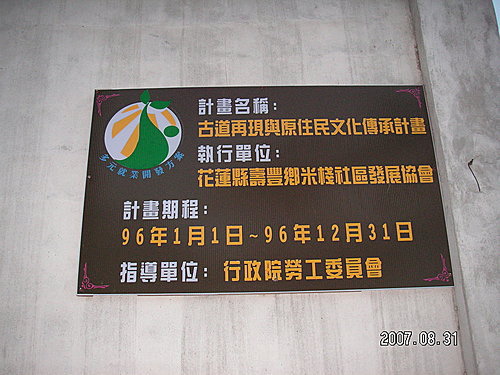 計畫名稱:
古道再現與原住民文化傳承計畫
執行單位:
花蓮縣壽豐鄉米棧社區發展協會
多元就業開發方案
計畫期程:
96年1月1日~96年12月31日
指導單位: 行政院勞工委員會
2007.08.31